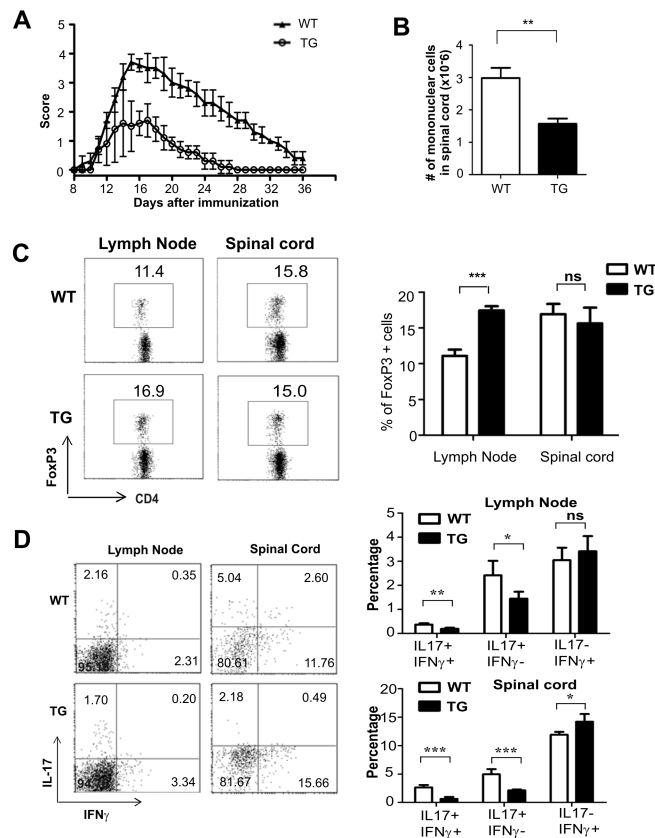 A
WT
TG
Score
5
4
3
2
1
0
8 12 16 20 24 28 32 36
Days after immunization
B
# of mononuclear cells
in spinal cord (x10-6)
4
3
2
1
0
**
WT TG
C
Lymph Node Spinal cord
WT
11.4 15.8
TG
16.9 15.0
FoxP3
CD4
% of FoxP3 + cells
20
15
10
5
0
*** ns
WT
TG
Lymph Node Spinal cord
D
Lymph Node Spinal Cord
WT
2.16 0.35 5.04 2.60
2.31 80.61 11.76
TG
1.70 0.20 2.18 0.49
3.34 81.67 15.66
IL-17
IFNγ
Lymph Node
WT
TG
Percentage
5
4
3
2
1
0
** * ns
IL17+ IL17+ IL17-
IFNγ+ IFNγ- IFNγ+
Spinal cord
WT
TG
Percentage
20
15
10
5
0
*** *** *
IL17+ IL17+ IL17-
IFNγ+ IFNγ- IFNγ+